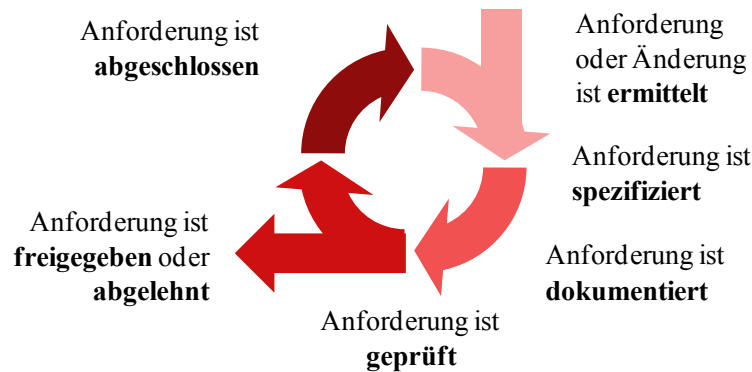 Anforderung ist
abgeschlossen
Anforderung
oder Änderung
ist ermittelt
Anforderung ist
spezifiziert
Anforderung ist
dokumentiert
Anforderung ist
geprüft
Anforderung ist
freigegeben oder
abgelehnt